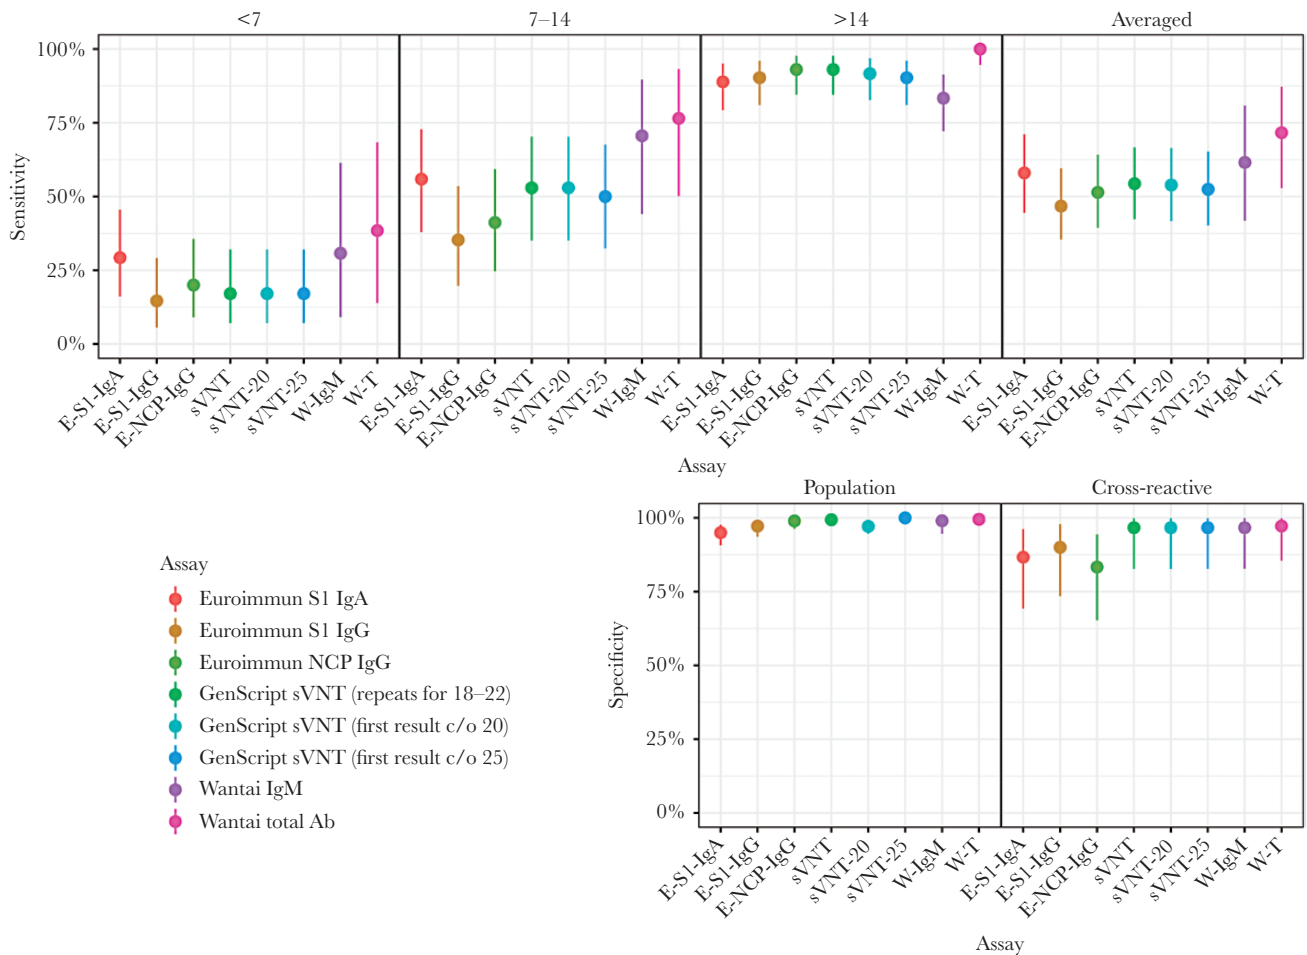 <7 7–14 >14 Averaged
100%
75%
50%
25%
0%
Sensitivity
E-S1-IgA E-S1-IgG E-NCP-IgG sVNT sVNT-20 sVNT-25 W-IgM W-T E-S1-IgA E-S1-IgG E-NCP-IgG sVNT sVNT-20 sVNT-25 W-IgM W-T E-S1-IgA E-S1-IgG E-NCP-IgG sVNT sVNT-20 sVNT-25 W-IgM W-T E-S1-IgA E-S1-IgG E-NCP-IgG sVNT sVNT-20 sVNT-25 W-IgM W-T
Assay
Population Cross-reactive
100%
75%
50%
25%
0%
Specificity
E-S1-IgA E-S1-IgG E-NCP-IgG sVNT sVNT-20 sVNT-25 W-IgM W-T E-S1-IgA E-S1-IgG E-NCP-IgG sVNT sVNT-20 sVNT-25 W-IgM W-T
Assay
Assay
Euroimmun S1 IgA
Euroimmun S1 IgG
Euroimmun NCP IgG
GenScript sVNT (repeats for 18–22)
GenScript sVNT (first result c/o 20)
GenScript sVNT (first result c/o 25)
Wantai IgM
Wantai total Ab